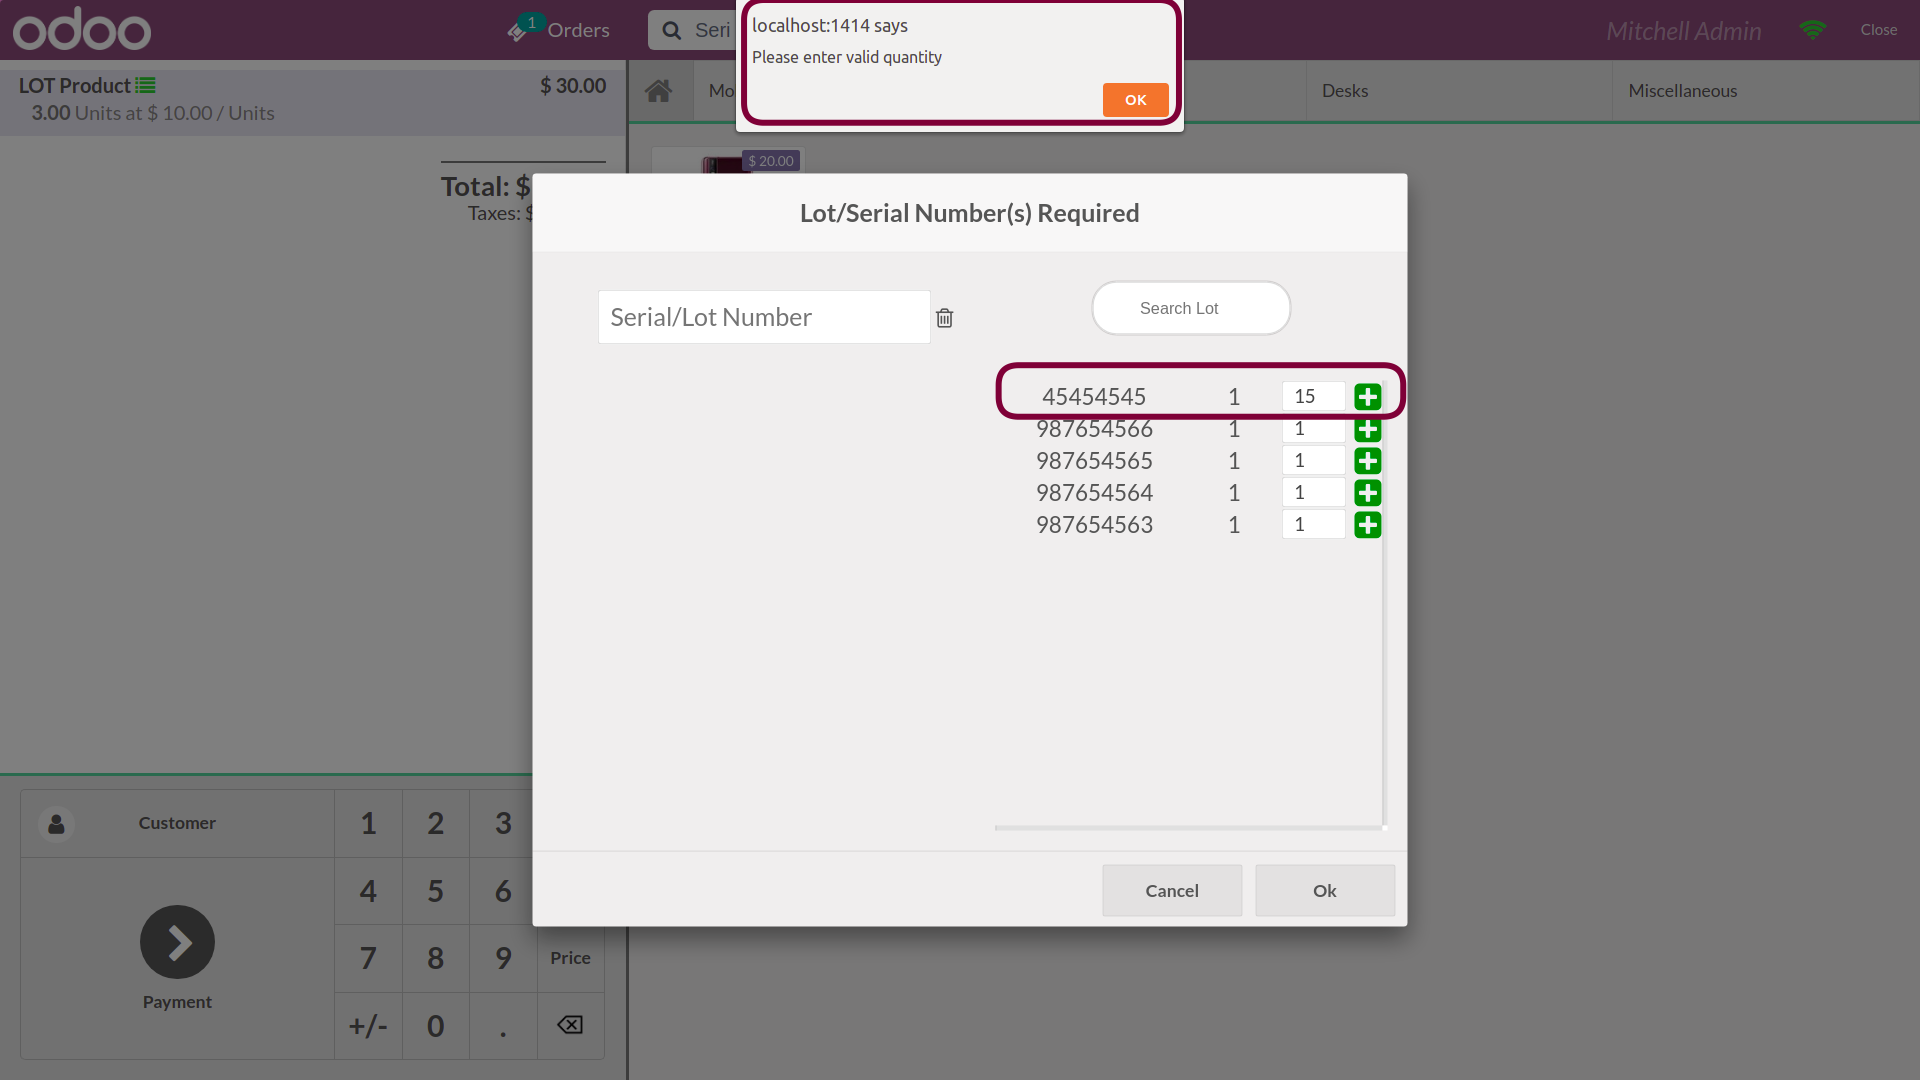 odoo
1
Orders
Seri
localhost:1414 says
Please enter valid quantity
OK
Mitchell Admin
Close
LOT Product
$ 30.00
3.00 Units at $ 10.00 / Units
Mo
Desks
Miscellaneous
$ 20.00
Total: $
Taxes: $
Lot/Serial Number(s) Required
Serial/Lot Number
Search Lot
45454545 1 15
987654566 1 1
987654565 1 1
987654564 1 1
987654563 1 1
Cancel
Ok
Customer
1 2 3
4 5 6
7 8 9 Price
Payment
+/- 0 .